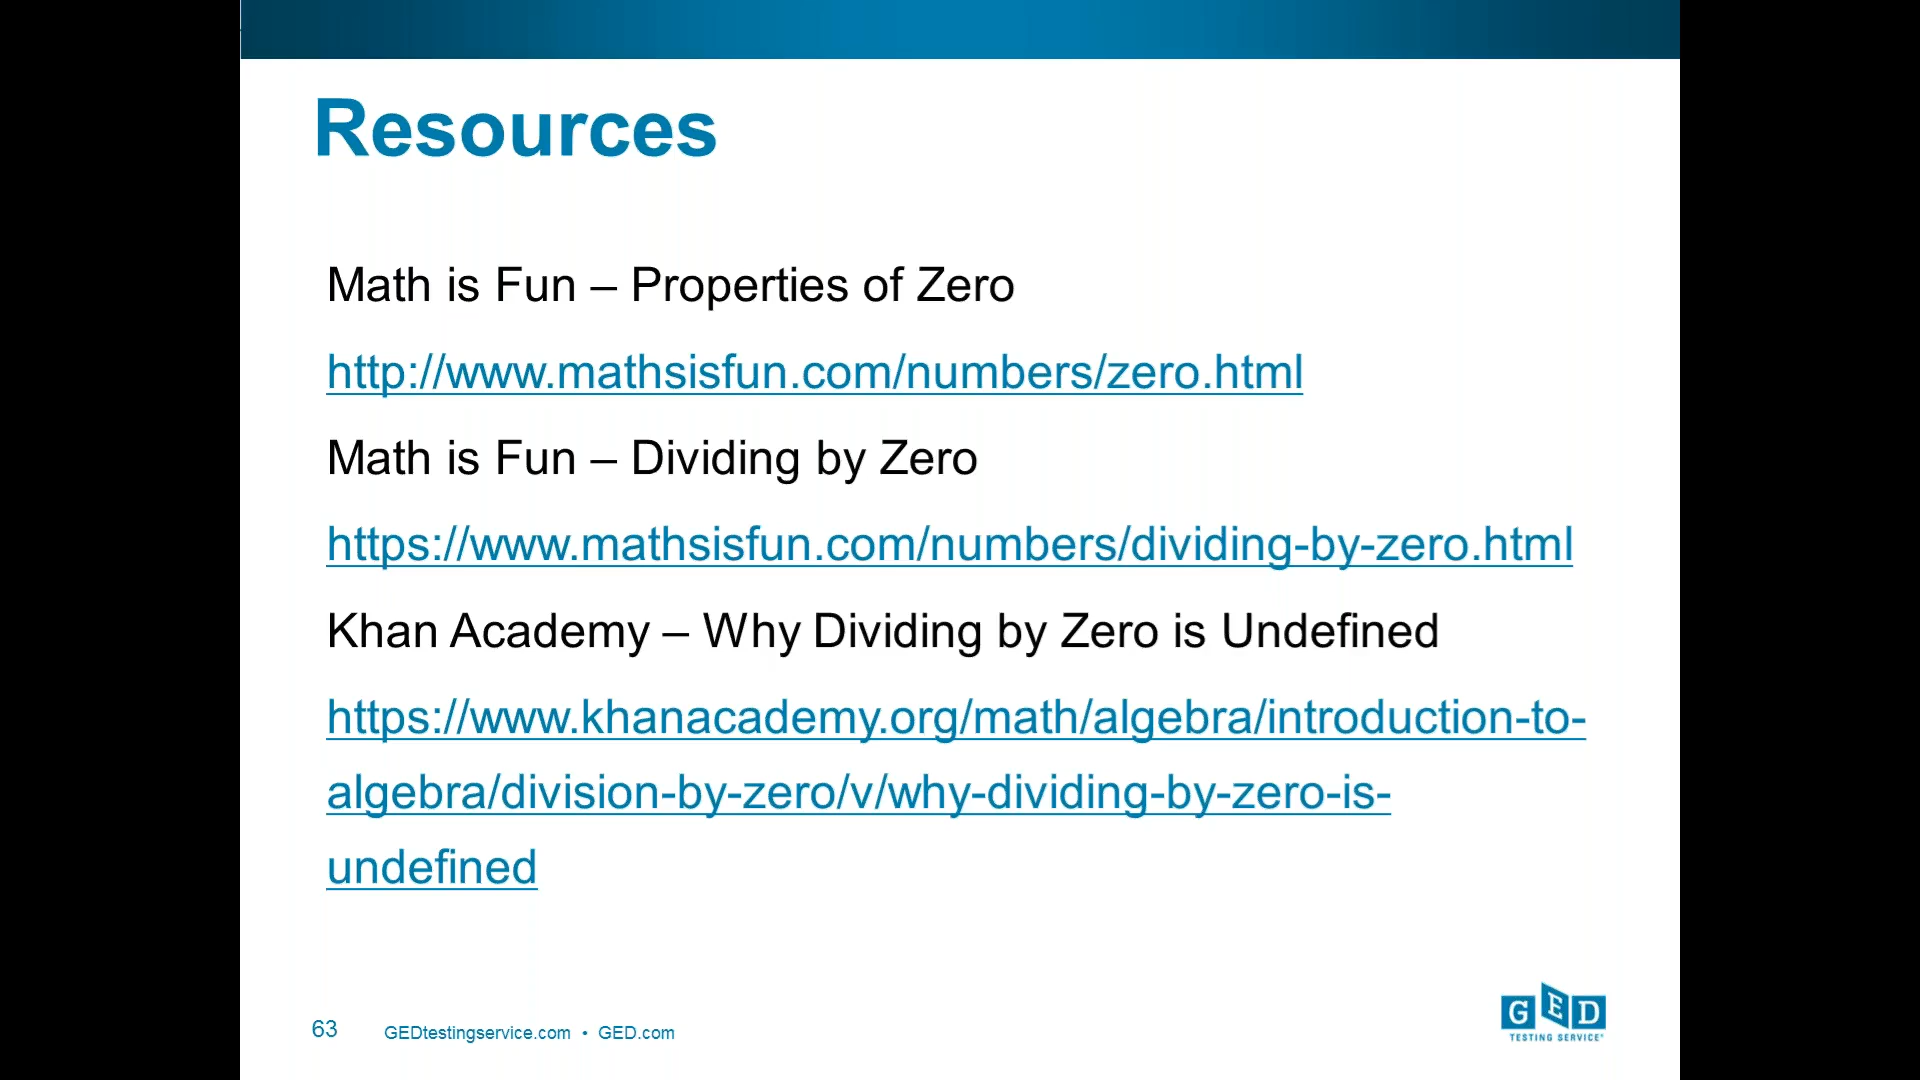 Resources
Math is Fun – Properties of Zero
http://www.mathsisfun.com/numbers/zero.html
Math is Fun – Dividing by Zero
https://www.mathsisfun.com/numbers/dividing-by-zero.html
Khan Academy – Why Dividing by Zero is Undefined
https://www.khanacademy.org/math/algebra/introduction-to-
algebra/division-by-zero/v/why-dividing-by-zero-is-
undefined
63
GEDtestingservice.com • GED.com
GED
TESTING SERVICE®